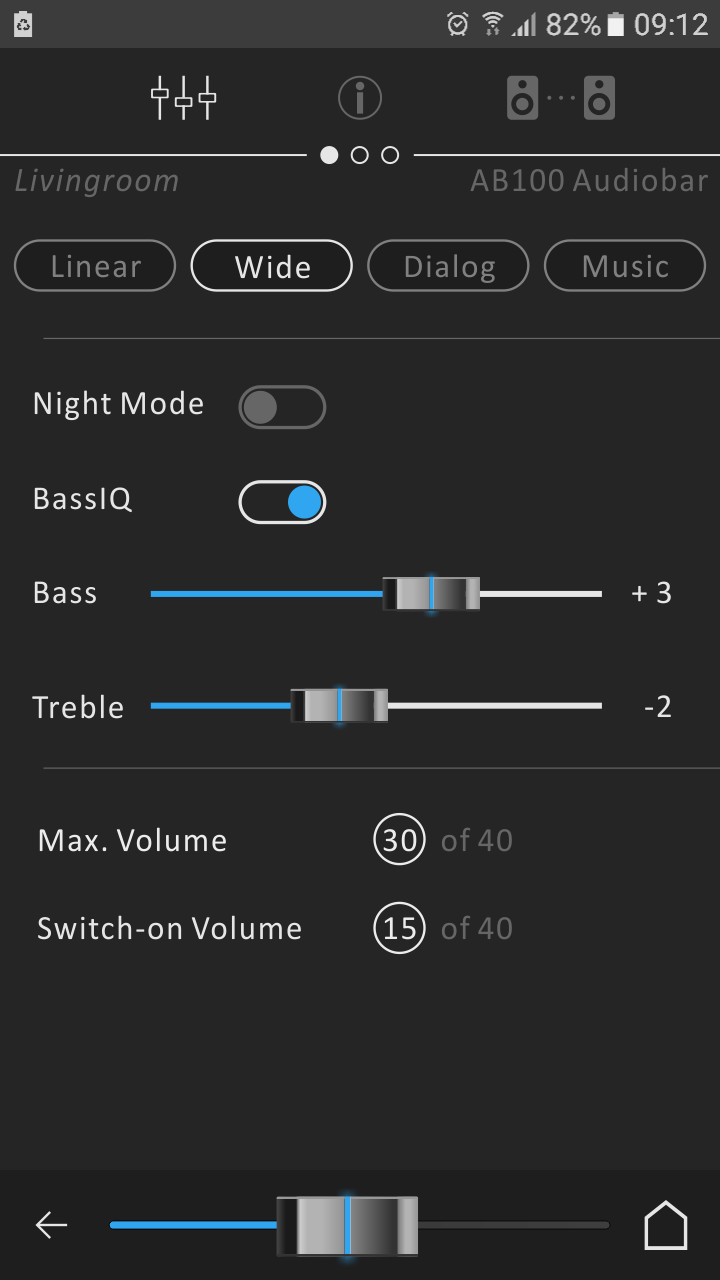 82% 09:12
Livingroom AB100 Audiobar
Linear Wide Dialog Music
Night Mode
BassIQ
Bass + 3
Treble -2
Max. Volume 30 of 40
Switch-on Volume 15 of 40